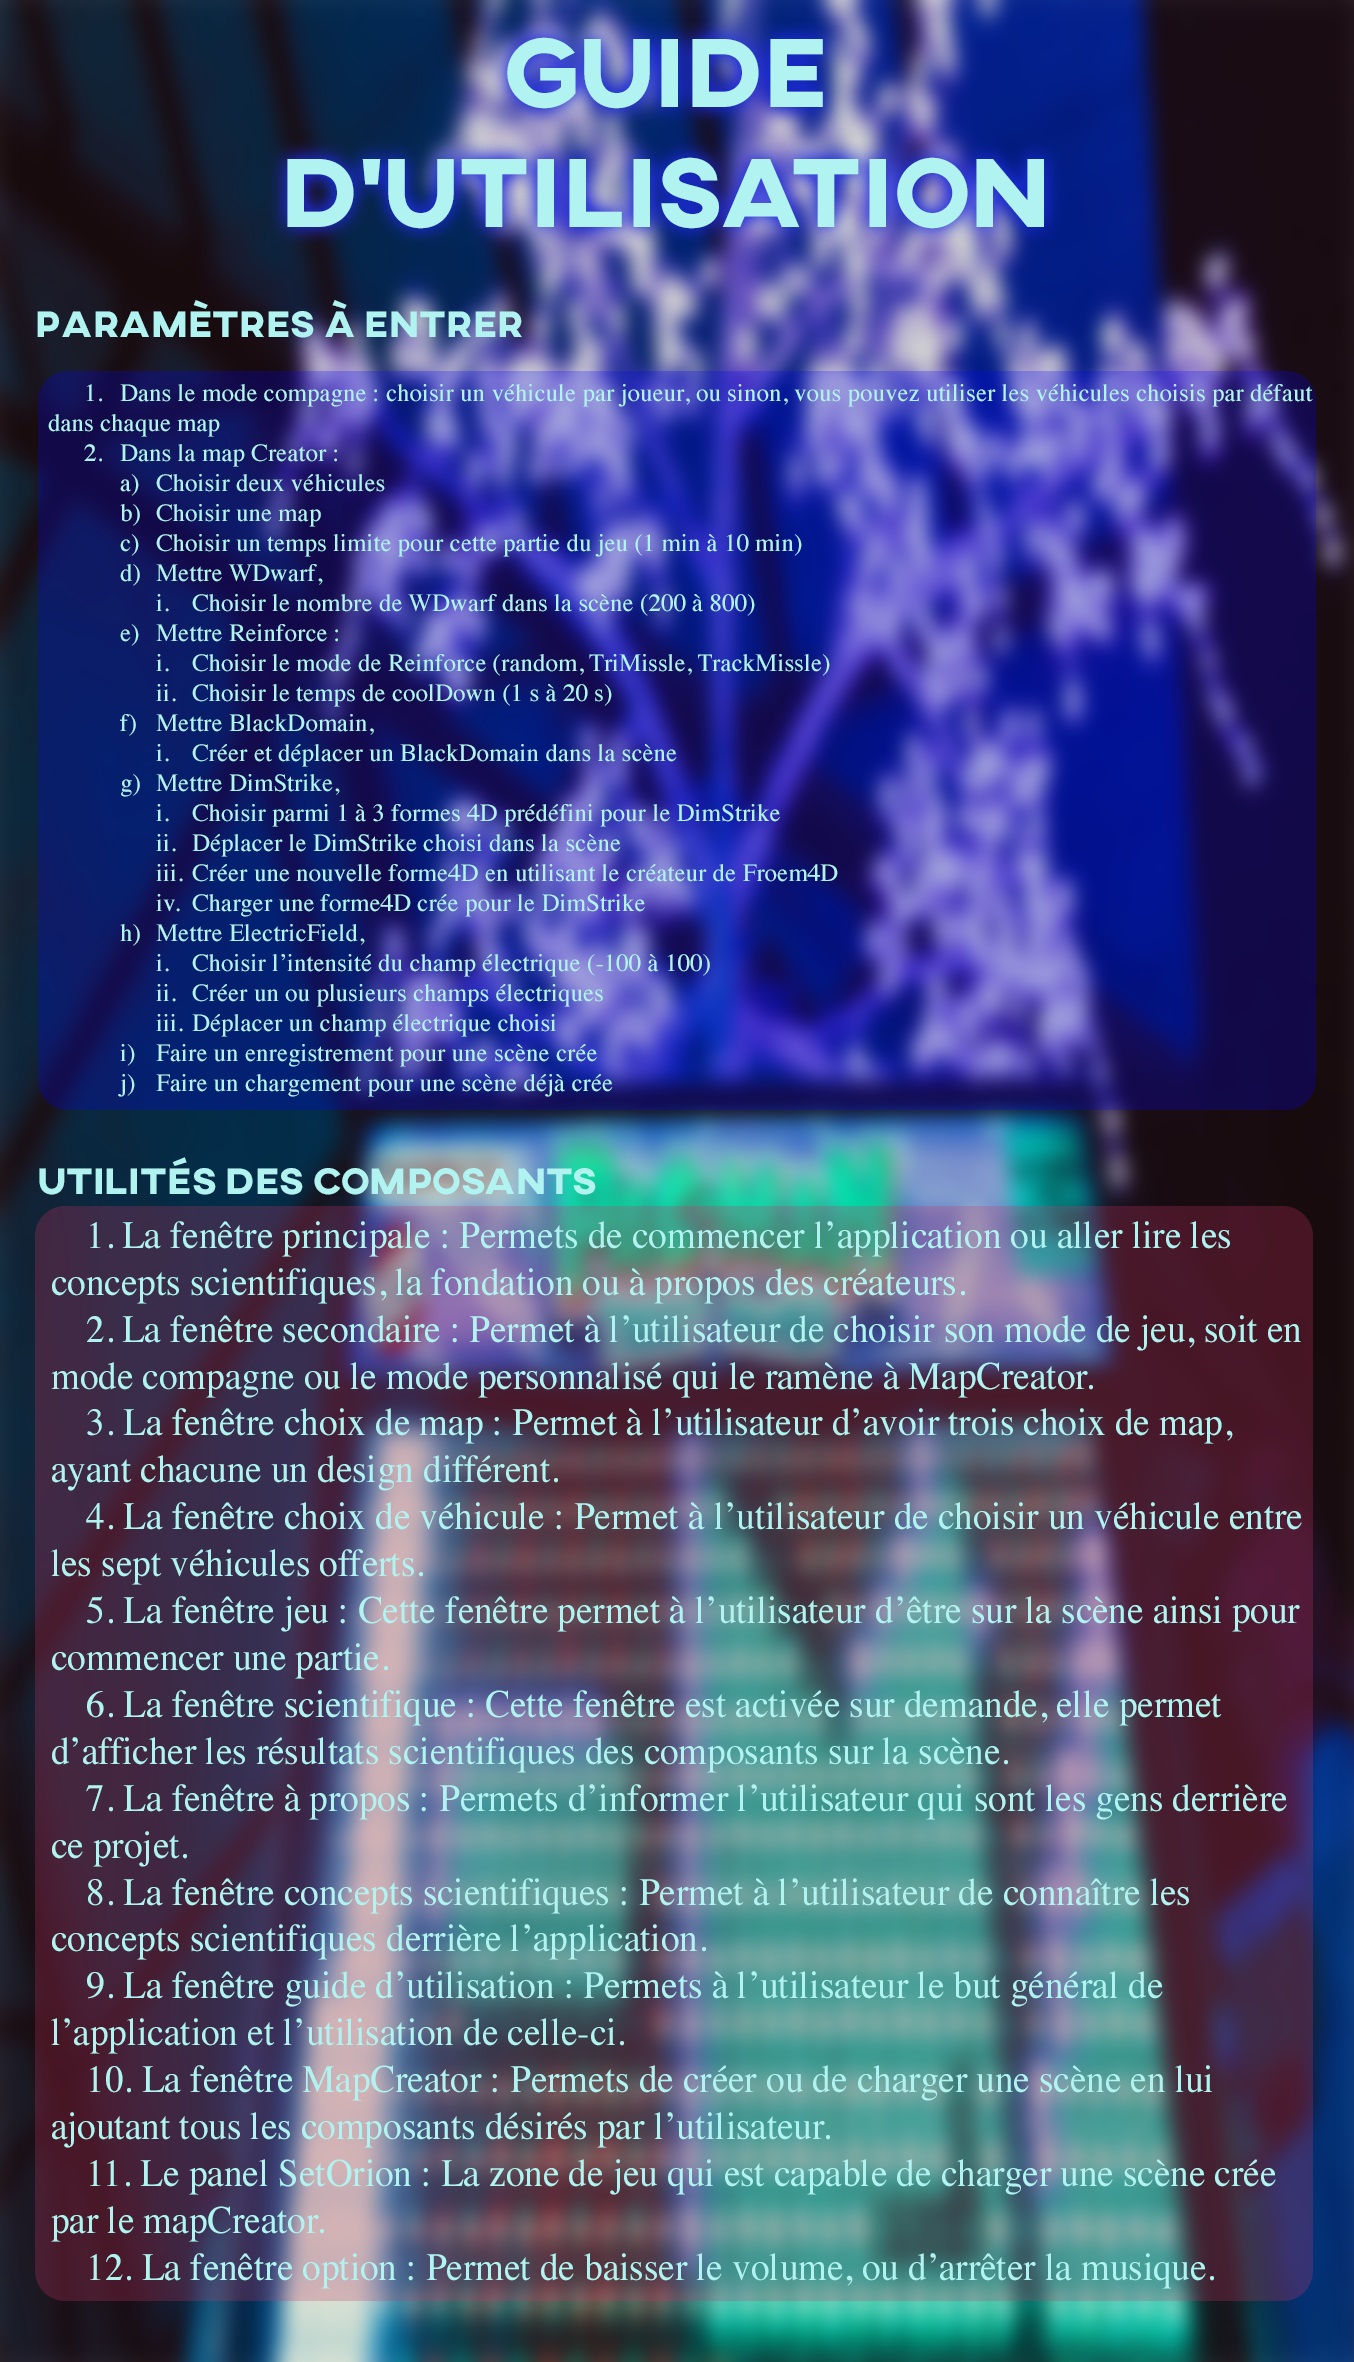 GUIDE
D'UTILISATION
PARAMÈTRES À ENTRER
1. Dans le mode compagne : choisir un véhicule par joueur, ou sinon, vous pouvez utiliser les véhicules choisis par défaut
dans chaque map
2. Dans la map Creator :
a) Choisir deux véhicules
b) Choisir une map
c) Choisir un temps limite pour cette partie du jeu (1 min à 10 min)
d) Mettre WDwarf,
i. Choisir le nombre de WDwarf dans la scène (200 à 800)
e) Mettre Reinforce :
i. Choisir le mode de Reinforce (random, TriMissle, TrackMissle)
ii. Choisir le temps de coolDown (1 s à 20 s)
f) Mettre BlackDomain,
i. Créer et déplacer un BlackDomain dans la scène
g) Mettre DimStrike,
i. Choisir parmi 1 à 3 formes 4D prédéfini pour le DimStrike
ii. Déplacer le DimStrike choisi dans la scène
iii. Créer une nouvelle forme4D en utilisant le créateur de Froem4D
iv. Charger une forme4D crée pour le DimStrike
h) Mettre ElectricField,
i. Choisir l’intensité du champ électrique (-100 à 100)
ii. Créer un ou plusieurs champs électriques
iii. Déplacer un champ électrique choisi
i) Faire un enregistrement pour une scène crée
j) Faire un chargement pour une scène déjà crée
UTILITÉS DES COMPOSANTS
1. La fenêtre principale : Permets de commencer l’application ou aller lire les
concepts scientifiques, la fondation ou à propos des créateurs.
2. La fenêtre secondaire : Permet à l’utilisateur de choisir son mode de jeu, soit en
mode compagne ou le mode personnalisé qui le ramène à MapCreator.
3. La fenêtre choix de map : Permet à l’utilisateur d’avoir trois choix de map,
ayant chacune un design différent.
4. La fenêtre choix de véhicule : Permet à l’utilisateur de choisir un véhicule entre
les sept véhicules offerts.
5. La fenêtre jeu : Cette fenêtre permet à l’utilisateur d’être sur la scène ainsi pour
commencer une partie.
6. La fenêtre scientifique : Cette fenêtre est activée sur demande, elle permet
d’afficher les résultats scientifiques des composants sur la scène.
7. La fenêtre à propos : Permets d’informer l’utilisateur qui sont les gens derrière
ce projet.
8. La fenêtre concepts scientifiques : Permet à l’utilisateur de connaître les
concepts scientifiques derrière l’application.
9. La fenêtre guide d’utilisation : Permets à l’utilisateur le but général de
l’application et l’utilisation de celle-ci.
10. La fenêtre MapCreator : Permets de créer ou de charger une scène en lui
ajoutant tous les composants désirés par l’utilisateur.
11. Le panel SetOrion : La zone de jeu qui est capable de charger une scène crée
par le mapCreator.
12. La fenêtre option : Permet de baisser le volume, ou d’arrêter la musique.